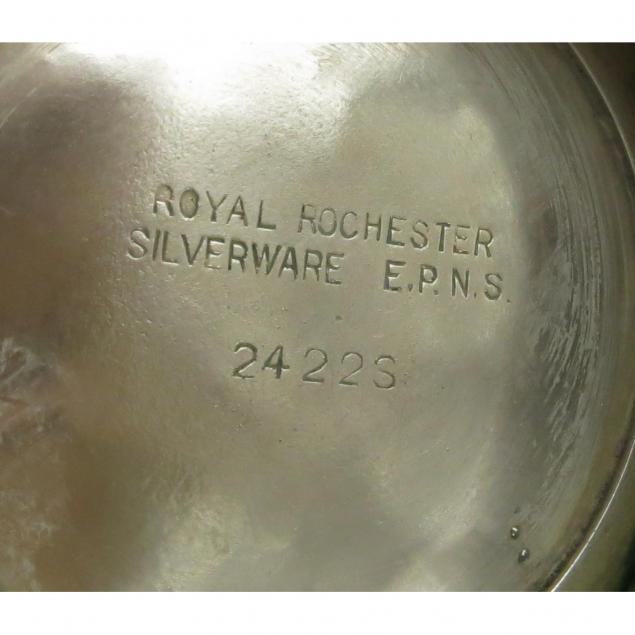 ROYAL ROCHESTER
SILVERWARE E.P.N.S.
2422S